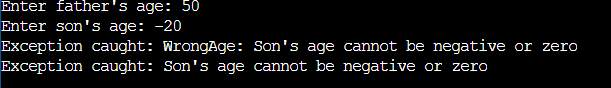 Enter father's age: 50
Enter son's age: -20
Exception caught: WrongAge: Son's age cannot be negative or zero
Exception caught: Son's age cannot be negative or zero